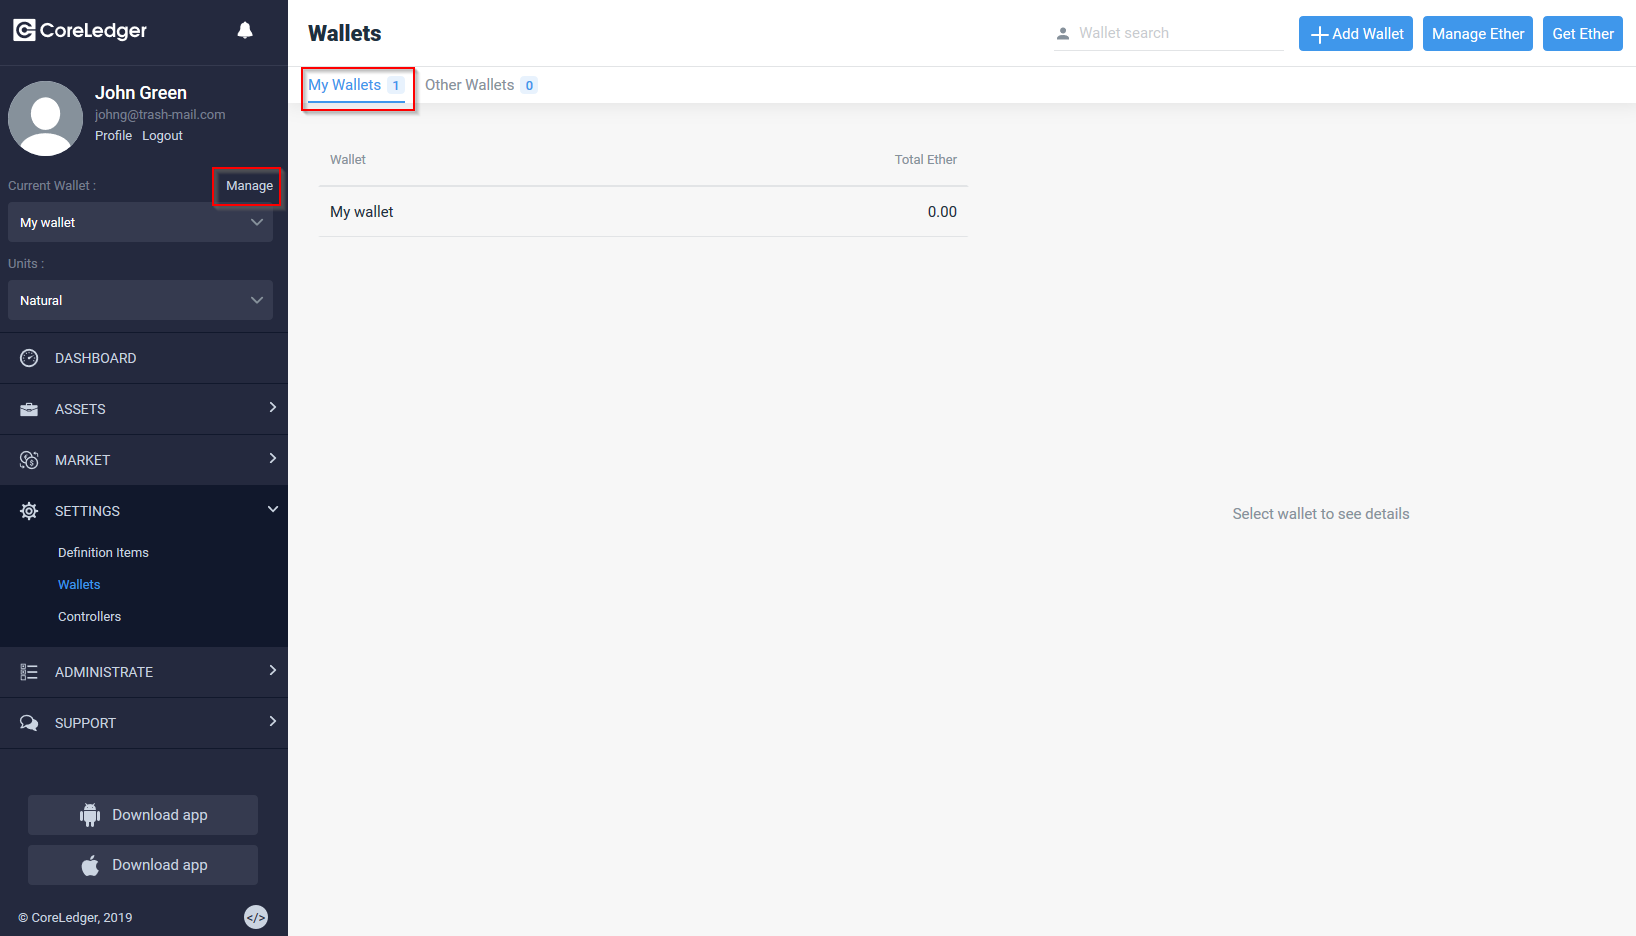 CoreLedger
John Green
johng@trash-mail.com
Profile Logout
Current Wallet : Manage
My wallet
Units :
Natural
DASHBOARD
ASSETS
MARKET
SETTINGS
Definition Items
Wallets
Controllers
ADMINISTRATE
SUPPORT
Download app
Download app
© CoreLedger, 2019 </>
Wallets
Wallet search
Add Wallet
Manage Ether
Get Ether
My Wallets 1 Other Wallets 0
Wallet Total Ether
My wallet 0.00
Select wallet to see details